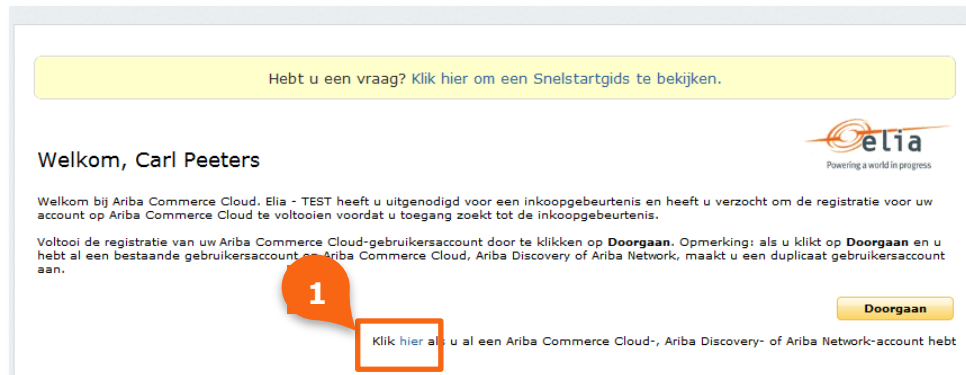 Hebt u een vraag? Klik hier om een Snelstartgids te bekijken.
elia
Powering a world in progress
Welkom, Carl Peeters
Welkom bij Ariba Commerce Cloud. Elia - TEST heeft u uitgenodigd voor een inkoopgebeurtenis en heeft u verzocht om de registratie voor uw
account op Ariba Commerce Cloud te voltooien voordat u toegang zoekt tot de inkoopgebeurtenis.
Voltooi de registratie van uw Ariba Commerce Cloud-gebruikersaccount door te klikken op Doorgaan. Opmerking: als u klikt op Doorgaan en u
hebt al een bestaande gebruikersaccount op Ariba Commerce Cloud, Ariba Discovery of Ariba Network, maakt u een duplicaat gebruikersaccount
aan.
1
Doorgaan
Klik hier als u al een Ariba Commerce Cloud-, Ariba Discovery- of Ariba Network-account hebt